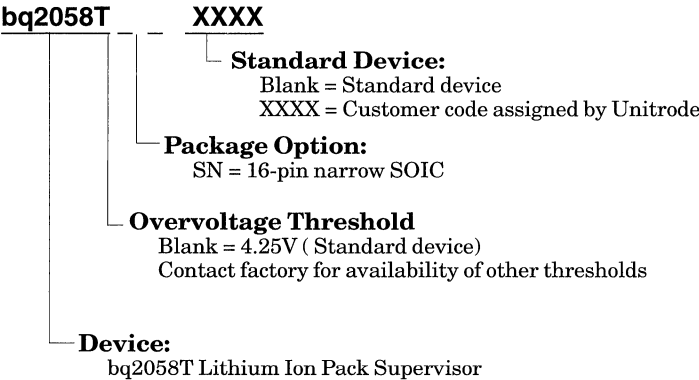 bq2058T _ _ XXXX
Standard Device:
Blank = Standard device
XXXX = Customer code assigned by Unitrode
Package Option:
SN = 16-pin narrow SOIC
Overvoltage Threshold
Blank = 4.25V ( Standard device)
Contact factory for availability of other thresholds
Device:
bq2058T Lithium Ion Pack Supervisor